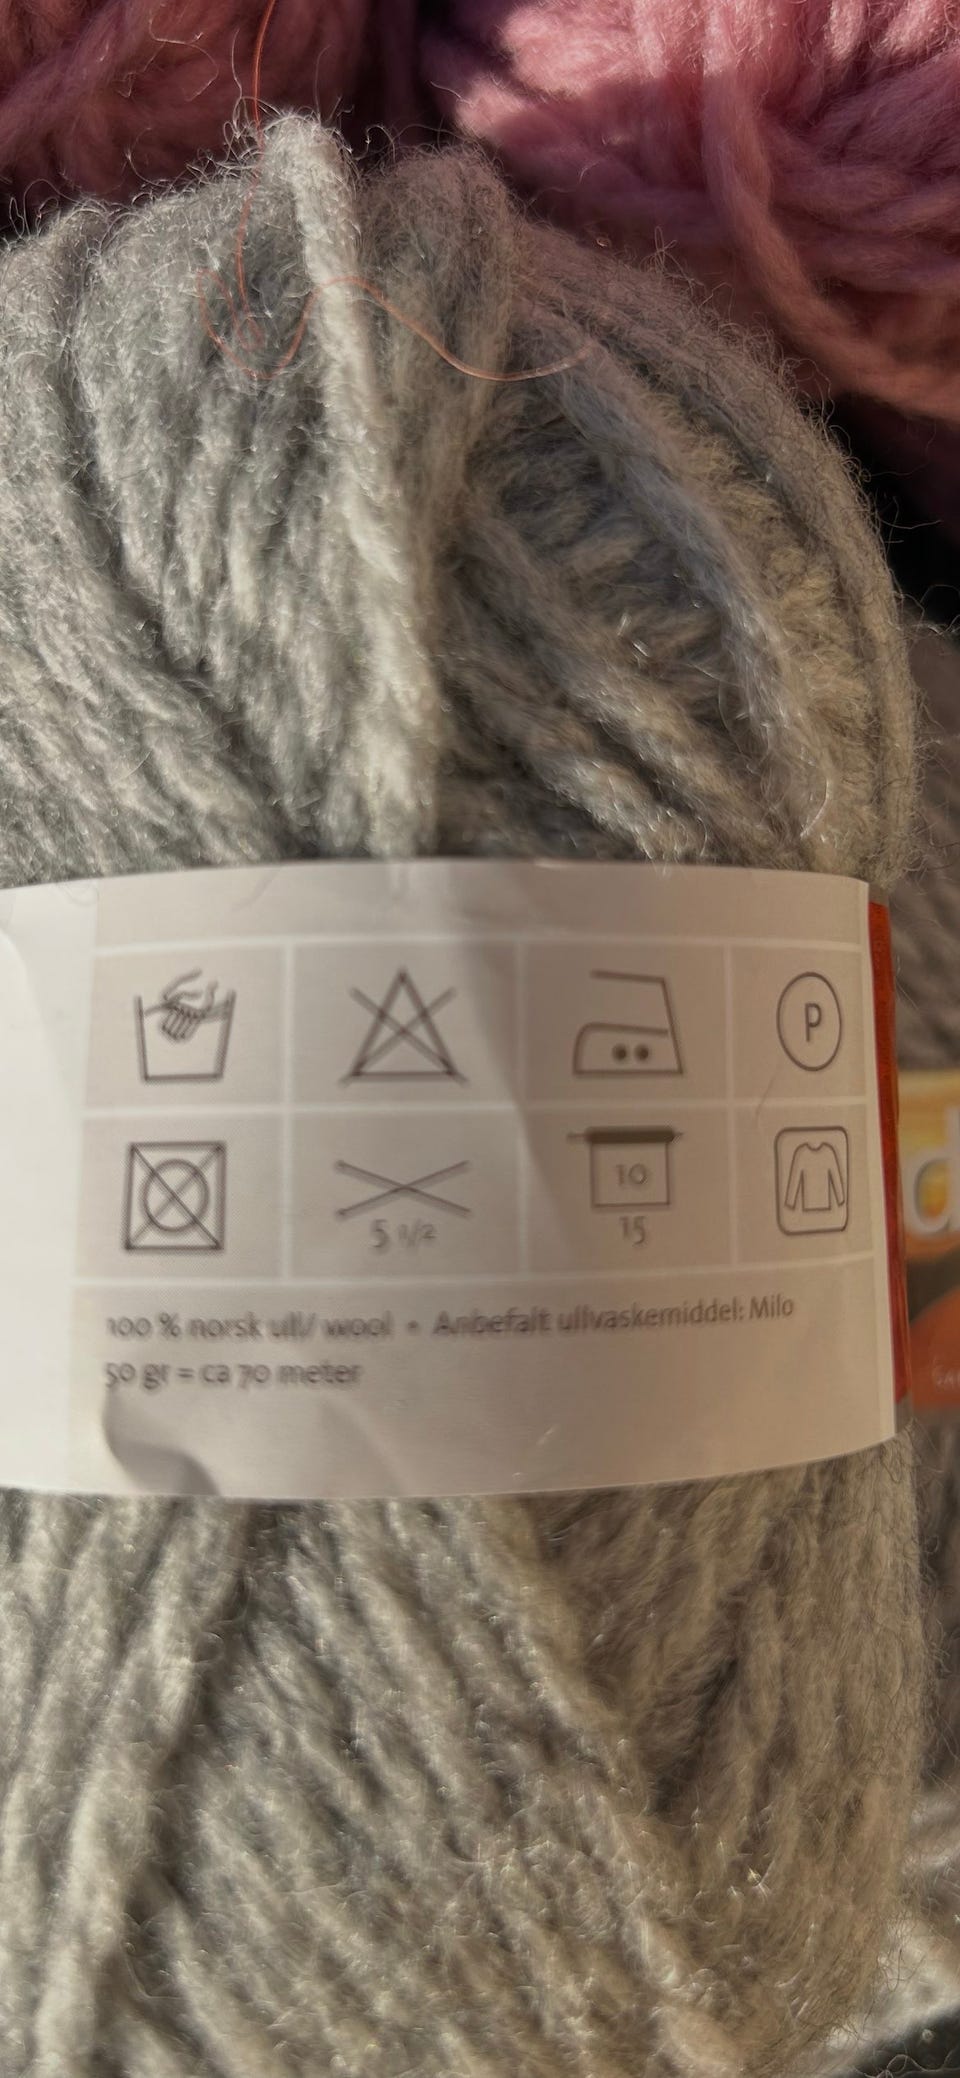 P
5 1/2
10
15
100 % norsk ull/ wool • Anbefalt ullvaskemiddel: Milo
50 gr = ca 70 meter
d